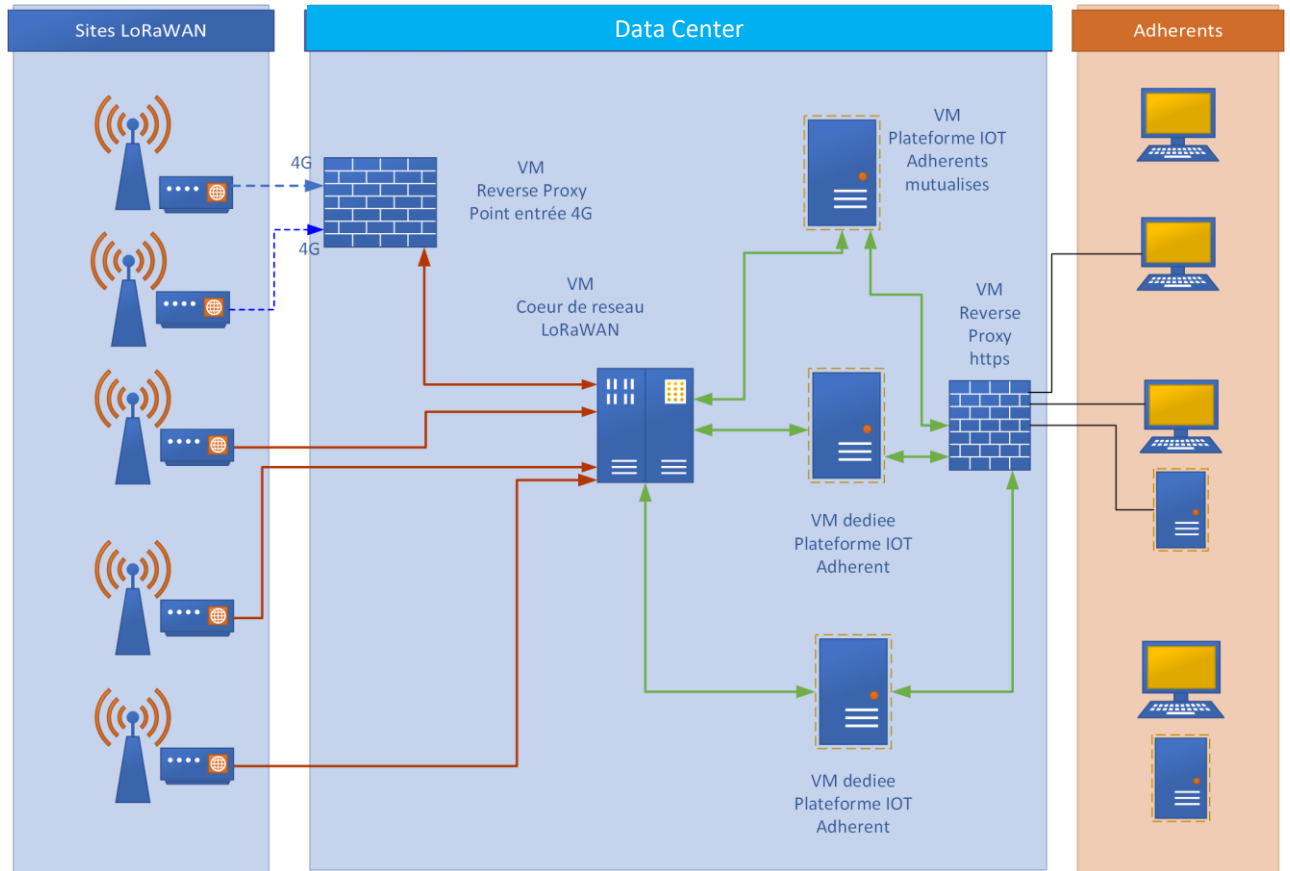 Sites LoRaWAN
Data Center
Adherents
4G
4G
VM
Reverse Proxy
Point entrée 4G
VM
Coeur de reseau
LoRaWAN
VM
Plateforme IOT
Adherents
mutualises
VM
Reverse
Proxy
https
VM dediee
Plateforme IOT
Adherent
VM dediee
Plateforme IOT
Adherent